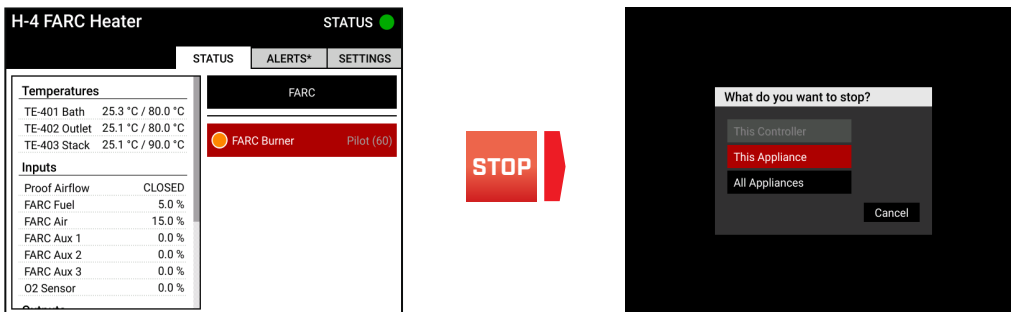 H-4 FARC Heater
STATUS
STATUS ALERTS* SETTINGS
Temperatures
TE-401 Bath 25.3 °C / 80.0 °C
TE-402 Outlet 25.1 °C / 80.0 °C
TE-403 Stack 25.1 °C / 90.0 °C
Inputs
Proof Airflow CLOSED
FARC Fuel 5.0 %
FARC Air 15.0 %
FARC Aux 1 0.0 %
FARC Aux 2 0.0 %
FARC Aux 3 0.0 %
O2 Sensor 0.0 %
FARC
FARC Burner Pilot (60)
STOP
What do you want to stop?
This Controller
This Appliance
All Appliances
Cancel